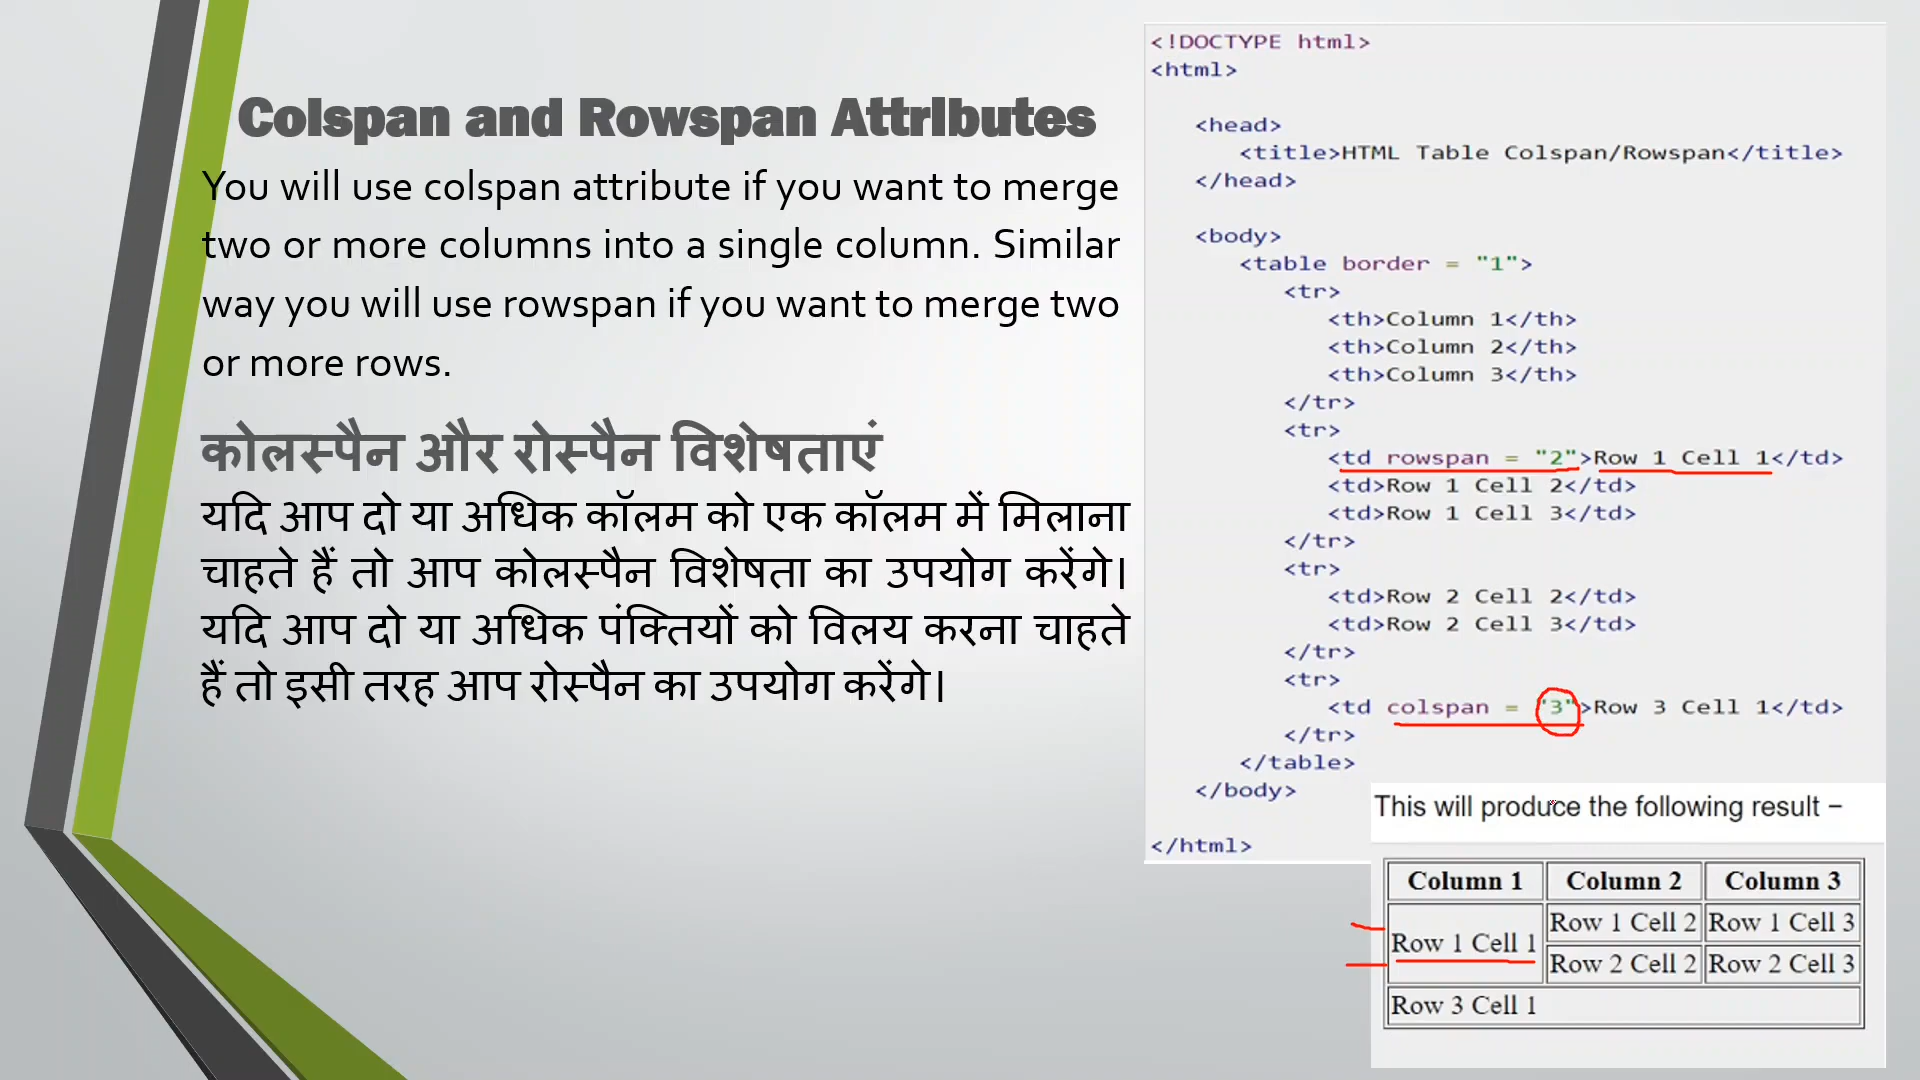 Colspan and Rowspan Attributes
You will use colspan attribute if you want to merge
two or more columns into a single column. Similar
way you will use rowspan if you want to merge two
or more rows.
कोलस्पैन और रोस्पैन विशेषताएं
यदि आप दो या अधिक कॉलम को एक कॉलम में मिलाना
चाहते हैं तो आप कोलस्पैन विशेषता का उपयोग करेंगे।
यदि आप दो या अधिक पंक्तियों को विलय करना चाहते
हैं तो इसी तरह आप रोस्पैन का उपयोग करेंगे।
<!DOCTYPE html>
<html>
<head>
<title>HTML Table Colspan/Rowspan</title>
</head>
<body>
<table border = "1">
<tr>
<th>Column 1</th>
<th>Column 2</th>
<th>Column 3</th>
</tr>
<tr>
<td rowspan = "2">Row 1 Cell 1</td>
<td>Row 1 Cell 2</td>
<td>Row 1 Cell 3</td>
</tr>
<tr>
<td>Row 2 Cell 2</td>
<td>Row 2 Cell 3</td>
</tr>
<tr>
<td colspan = "3">Row 3 Cell 1</td>
</tr>
</table>
</body>
</html>
This will produce the following result −
Column 1 Column 2 Column 3
Row 1 Cell 2 Row 1 Cell 3
Row 1 Cell 1
Row 2 Cell 2 Row 2 Cell 3
Row 3 Cell 1